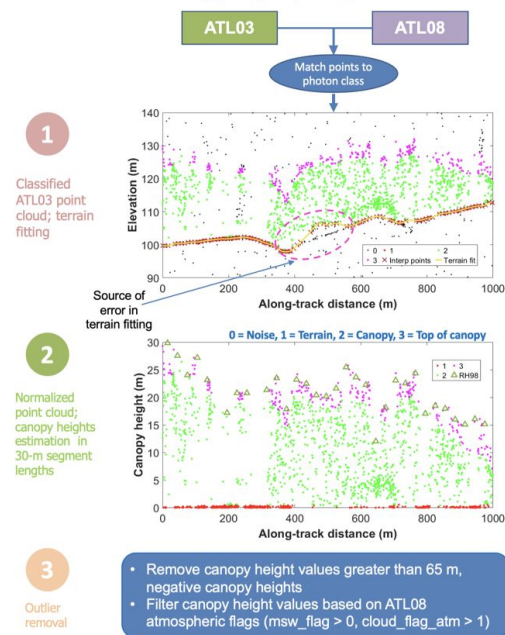 ATL03
ATL08
Match points to
photon class
1
Classified
ATL03 point
cloud; terrain
fitting
140
130
120
110
100
90
Elevation (m)
0 1 2
3 Interp points Terrain fit
0 200 400 600 800 1000
Along-track distance (m)
Source of
error in
terrain fitting
0 = Noise, 1 = Terrain, 2 = Canopy, 3 = Top of canopy
2
Normalized
point cloud;
canopy heights
estimation in
30-m segment
lengths
30
25
20
15
10
5
0
Canopy height (m)
1 3
2 RH98
0 200 400 600 800 1000
Along-track distance (m)
3
Outlier
removal
• Remove canopy height values greater than 65 m,
negative canopy heights
• Filter canopy height values based on ATL08
atmospheric flags (msw_flag > 0, cloud_flag_atm > 1)